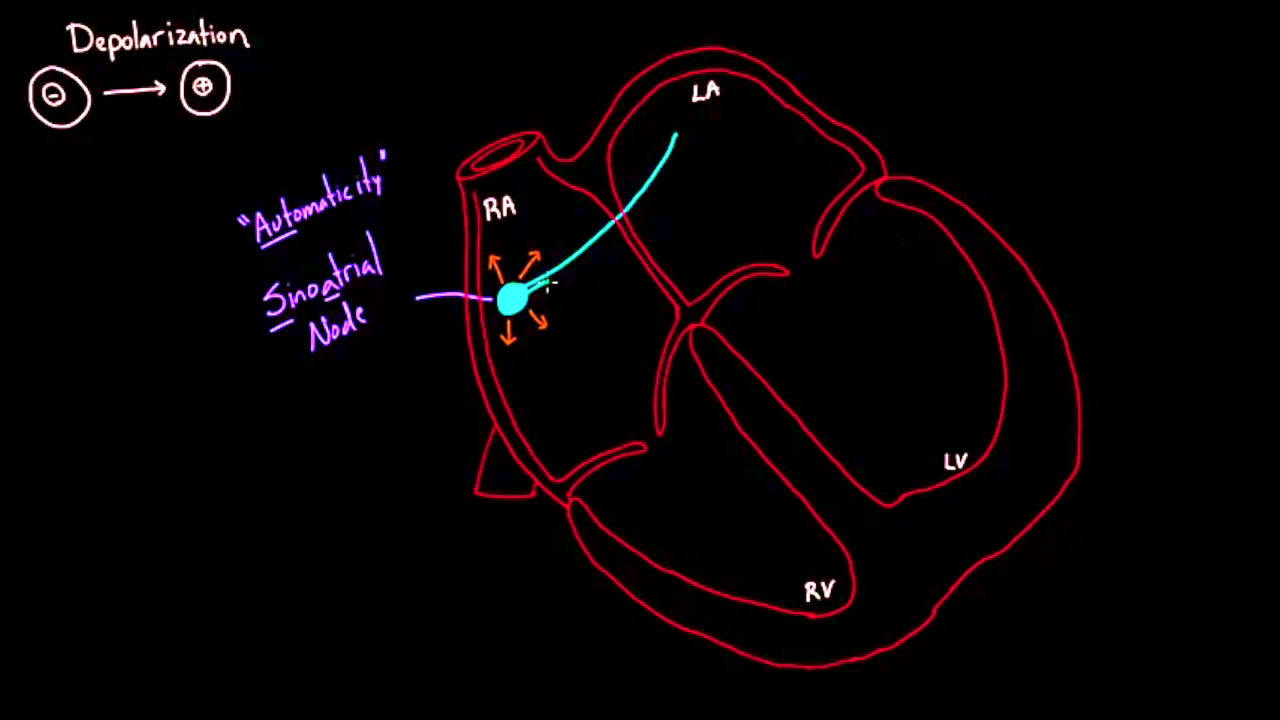 Depolarization
- → +
"Automaticity"
Sinoatrial
Node
RA
LA
LV
RV